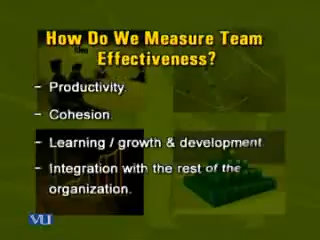 How Do We Measure Team
Effectiveness?
- Productivity.
- Cohesion.
- Learning / growth & development.
- Integration with the rest of the
organization.
VU